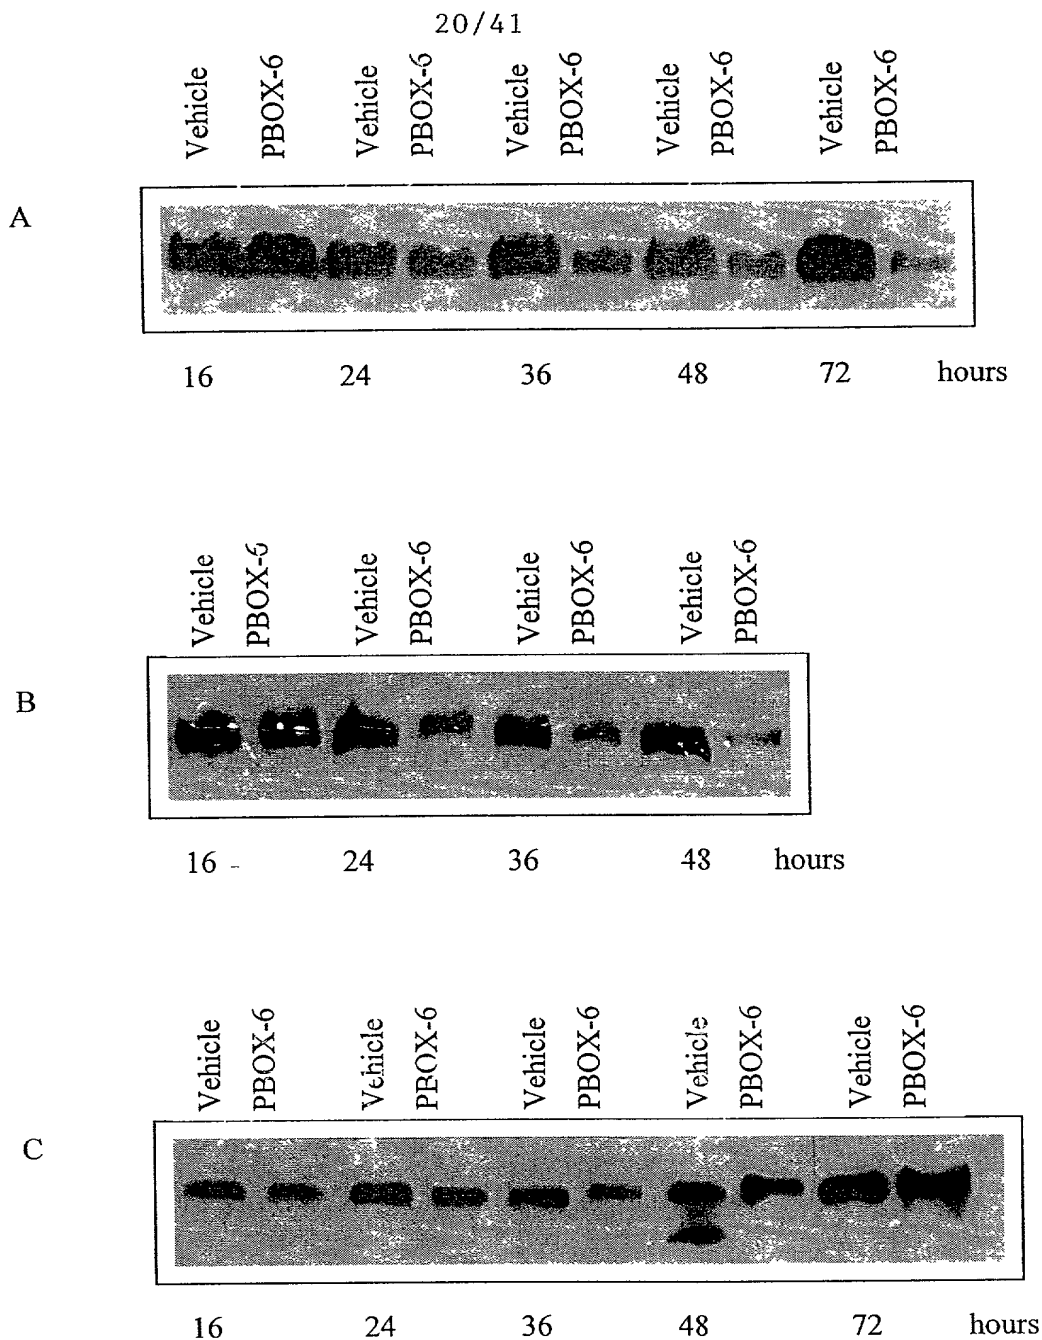 20/41
Vehicle PBOX-6 Vehicle PBOX-6 Vehicle PBOX-6 Vehicle PBOX-6 Vehicle PBOX-6
A
16 24 36 48 72 hours
Vehicle PBOX-6 Vehicle PBOX-6 Vehicle PBOX-6 Vehicle PBOX-6
B
16 24 36 48 hours
Vehicle PBOX-6 Vehicle PBOX-6 Vehicle PBOX-6 Vehicle PBOX-6 Vehicle PBOX-6
C
16 24 36 48 72 hours